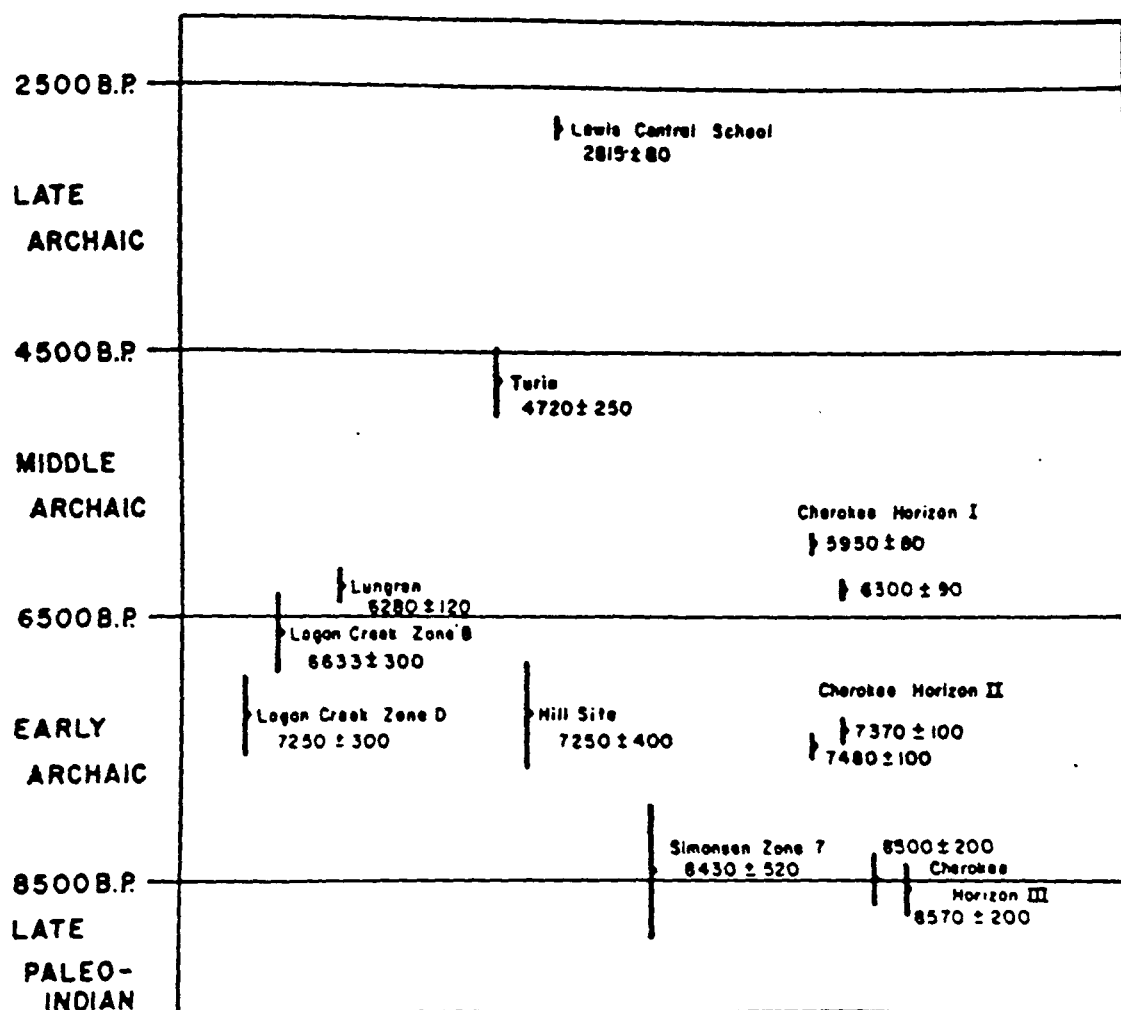 2500 B.P.
Lewis Central School
2815 ± 80
LATE
ARCHAIC
4500 B.P.
Turin
4720 ± 250
MIDDLE
ARCHAIC
Cherokee Horizon I
5950 ± 80
6300 ± 90
Lungren
6280 ± 120
6500 B.P.
Logan Creek Zone B
6633 ± 300
Cherokee Horizon II
EARLY
ARCHAIC
Logan Creek Zone D
7250 ± 300
Hill Site
7250 ± 400
7370 ± 100
7480 ± 100
Simonsen Zone 7
8430 ± 520
8500 ± 200
8500 B.P.
Cherokee
Horizon III
8570 ± 200
LATE
PALEO-
INDIAN